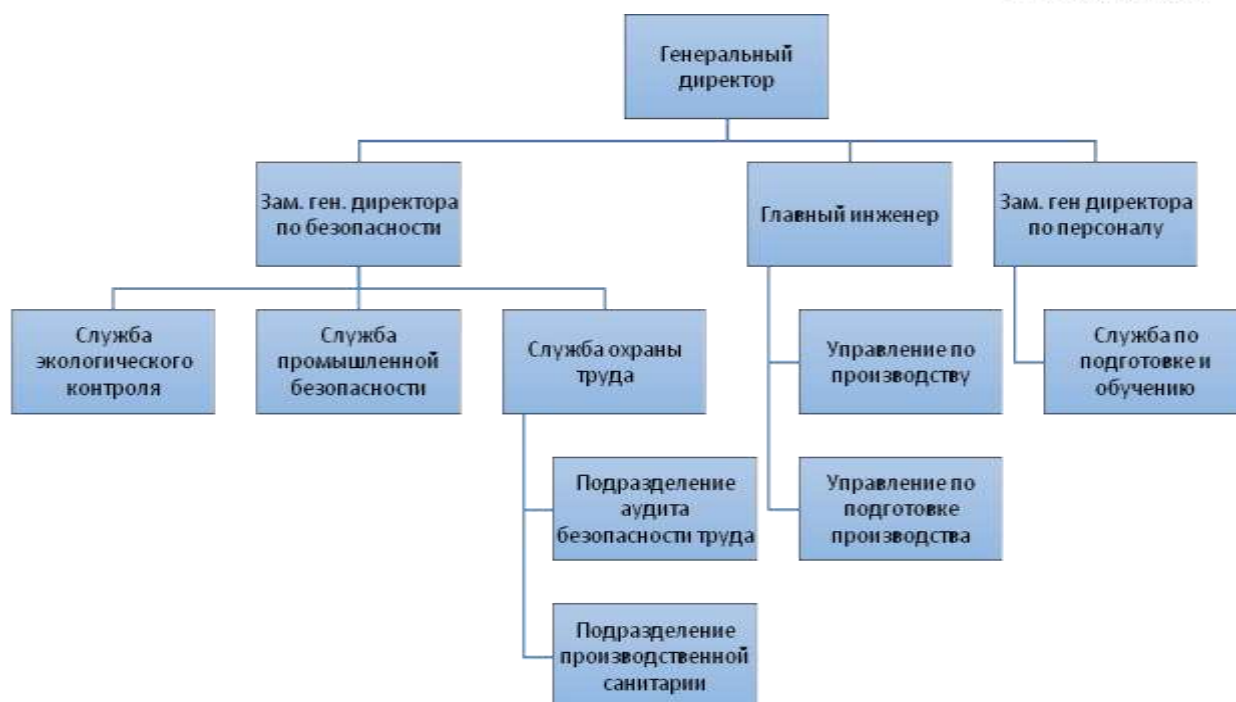 Генеральный
директор
Зам. ген. директора
по безопасности
Главный инженер
Зам. ген директора
по персоналу
Служба
экологического
контроля
Служба
промышленной
безопасности
Служба охраны
труда
Управление по
производству
Служба по
подготовке и
обучению
Подразделение
аудита
безопасности труда
Управление по
подготовке
производства
Подразделение
производственной
санитарии